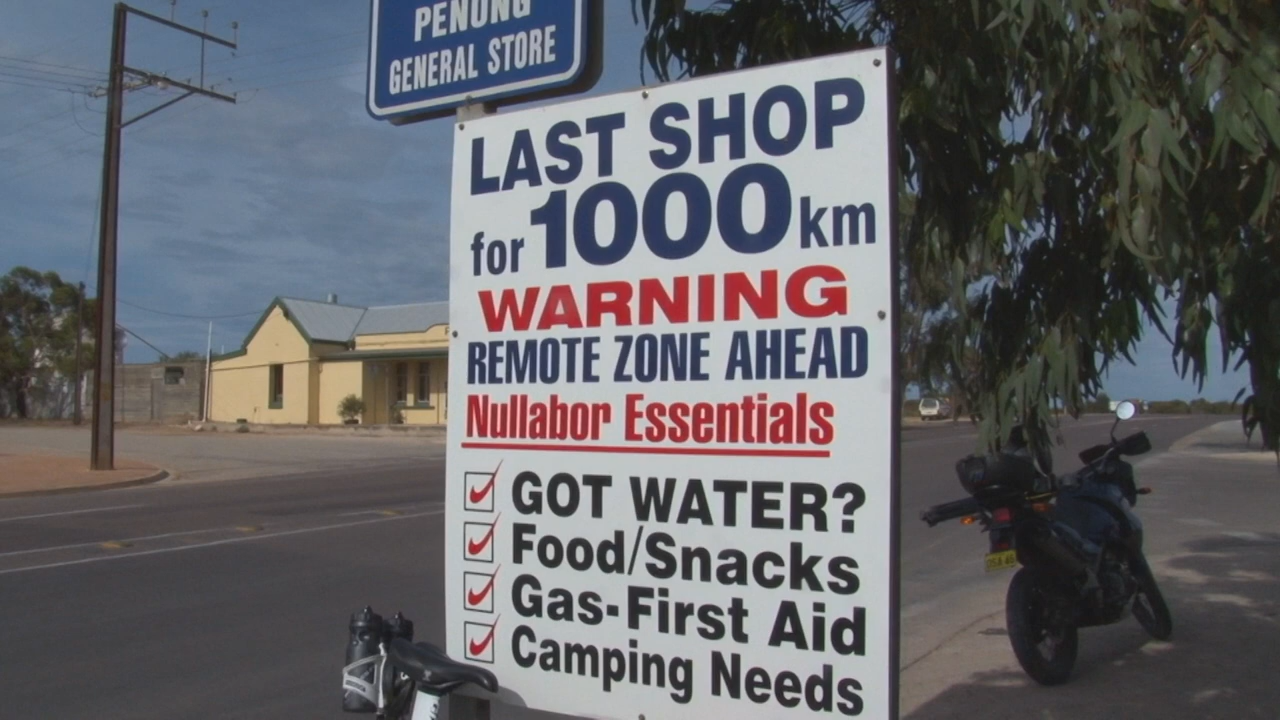 PENONG
GENERAL STORE
LAST SHOP
for 1000 km
WARNING
REMOTE ZONE AHEAD
Nullabor Essentials
GOT WATER?
Food/Snacks
Gas-First Aid
Camping Needs